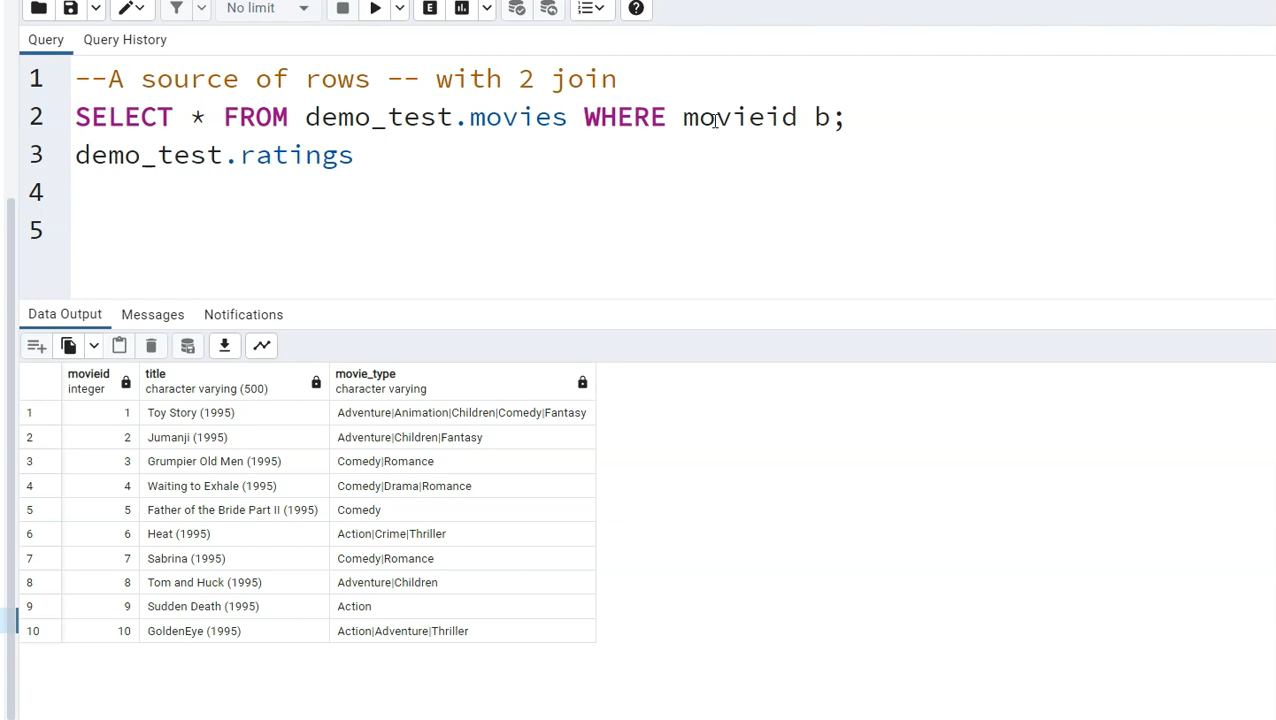 No limit
Query Query History
1 --A source of rows -- with 2 join
2 SELECT * FROM demo_test.movies WHERE movieid b;
3 demo_test.ratings
4
5
Data Output Messages Notifications
movieid title movie_type
integer character varying (500) character varying
1 1 Toy Story (1995) Adventure|Animation|Children|Comedy|Fantasy
2 2 Jumanji (1995) Adventure|Children|Fantasy
3 3 Grumpier Old Men (1995) Comedy|Romance
4 4 Waiting to Exhale (1995) Comedy|Drama|Romance
5 5 Father of the Bride Part II (1995) Comedy
6 6 Heat (1995) Action|Crime|Thriller
7 7 Sabrina (1995) Comedy|Romance
8 8 Tom and Huck (1995) Adventure|Children
9 9 Sudden Death (1995) Action
10 10 GoldenEye (1995) Action|Adventure|Thriller